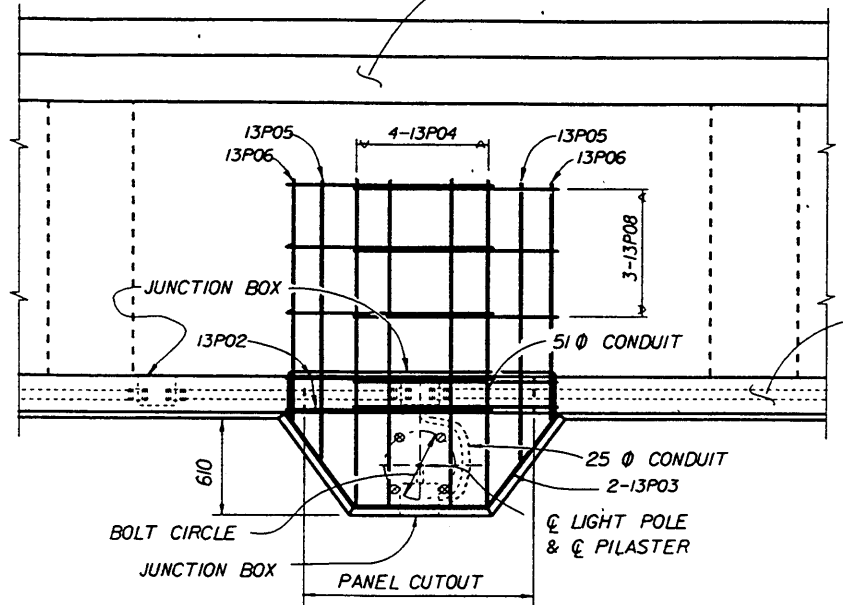 13P05
4-13P04
13P05
13P06
13P06
3-13P08
JUNCTION BOX
13P02
51 Φ CONDUIT
610
25 Φ CONDUIT
2-13P03
BOLT CIRCLE
℄ LIGHT POLE
& ℄ PILASTER
JUNCTION BOX
PANEL CUTOUT